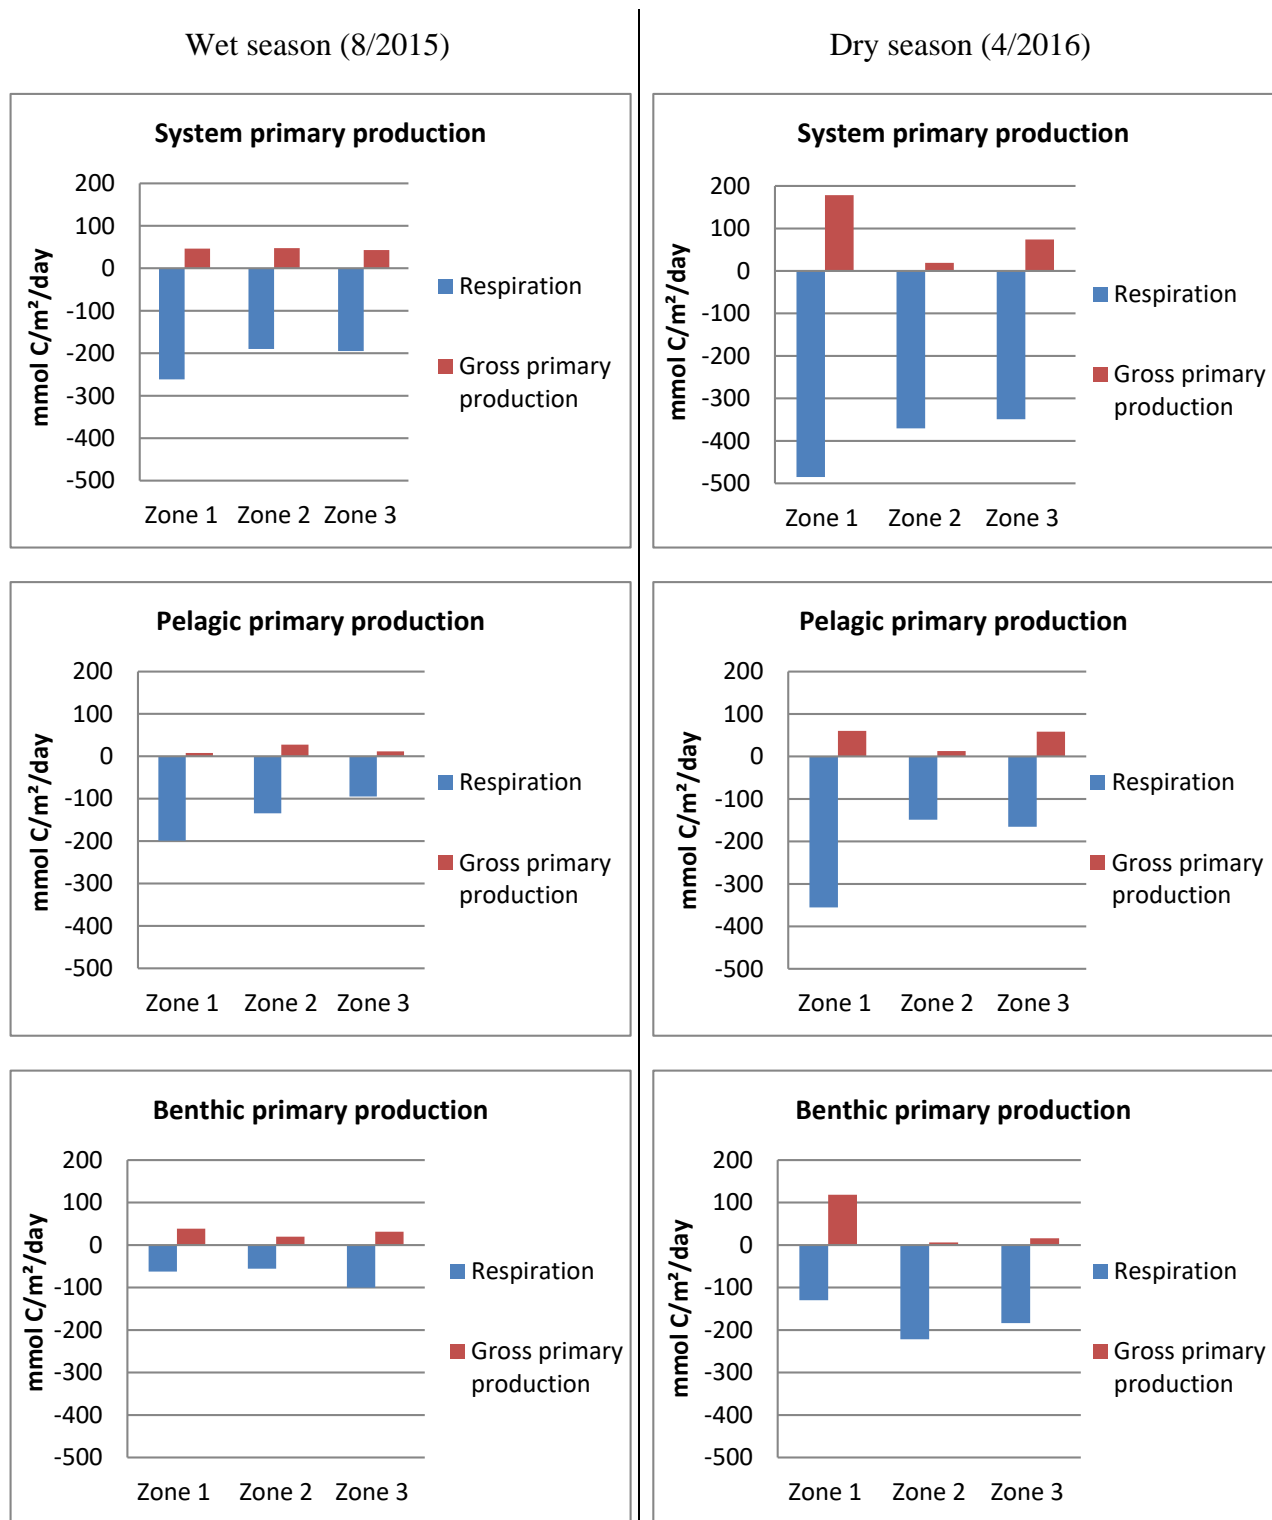 Wet season (8/2015)
Dry season (4/2016)
System primary production
mmol C/m²/day
200
100
0
-100
-200
-300
-400
-500
Zone 1 Zone 2 Zone 3
Respiration
Gross primary
production
System primary production
mmol C/m²/day
200
100
0
-100
-200
-300
-400
-500
Zone 1 Zone 2 Zone 3
Respiration
Gross primary
production
Pelagic primary production
mmol C/m²/day
200
100
0
-100
-200
-300
-400
-500
Zone 1 Zone 2 Zone 3
Respiration
Gross primary
production
Pelagic primary production
mmol C/m²/day
200
100
0
-100
-200
-300
-400
-500
Zone 1 Zone 2 Zone 3
Respiration
Gross primary
production
Benthic primary production
mmol C/m²/day
200
100
0
-100
-200
-300
-400
-500
Zone 1 Zone 2 Zone 3
Respiration
Gross primary
production
Benthic primary production
mmol C/m²/day
200
100
0
-100
-200
-300
-400
-500
Zone 1 Zone 2 Zone 3
Respiration
Gross primary
production